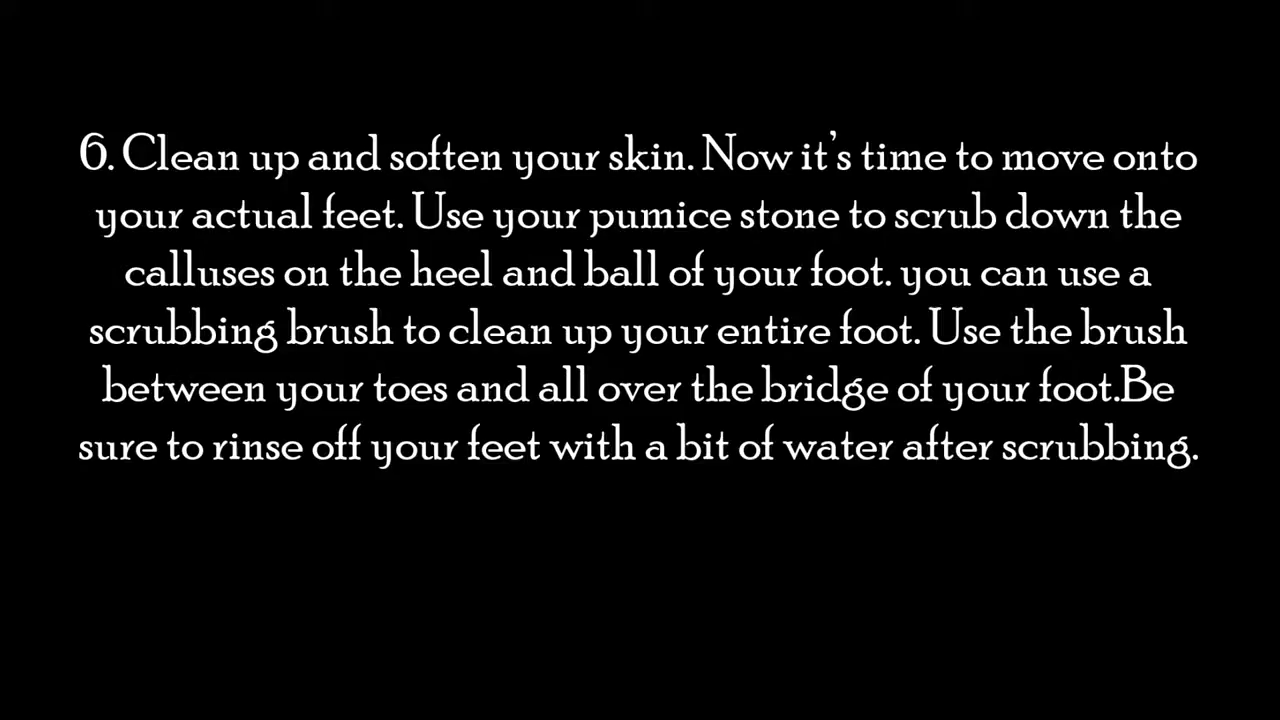 6. Clean up and soften your skin. Now it's time to move onto
your actual feet. Use your pumice stone to scrub down the
calluses on the heel and ball of your foot. you can use a
scrubbing brush to clean up your entire foot. Use the brush
between your toes and all over the bridge of your foot.Be
sure to rinse off your feet with a bit of water after scrubbing.